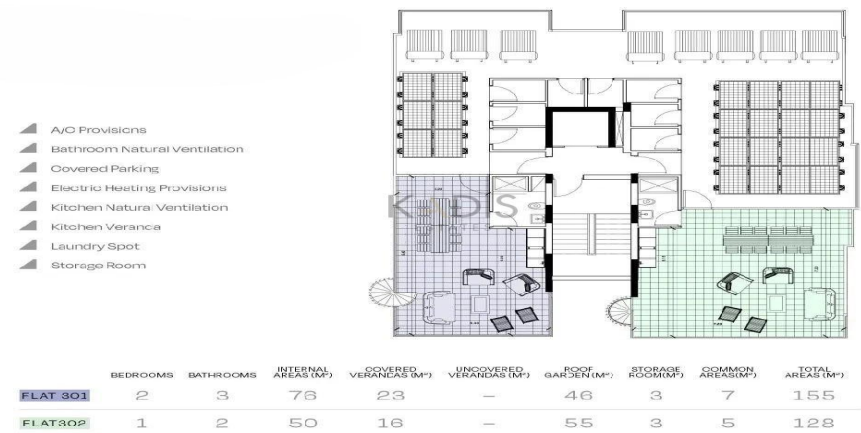 A/C Provisions
Bathroom Natural Ventilation
Covered Parking
Electric Heating Provisions
Kitchen Natural Ventilation
Kitchen Veranda
Laundry Spot
Storage Room
KADIS
BEDROOMS BATHROOMS INTERNAL AREAS (M²) COVERED VERANDAS (M²) UNCOVERED VERANDAS (M²) ROOF GARDEN (M²) STORAGE ROOM(M²) COMMON AREAS(M²) TOTAL AREAS (M²)
FLAT 301 2 3 76 23 – 46 3 7 155
FLAT302 1 2 50 16 – 55 3 5 128